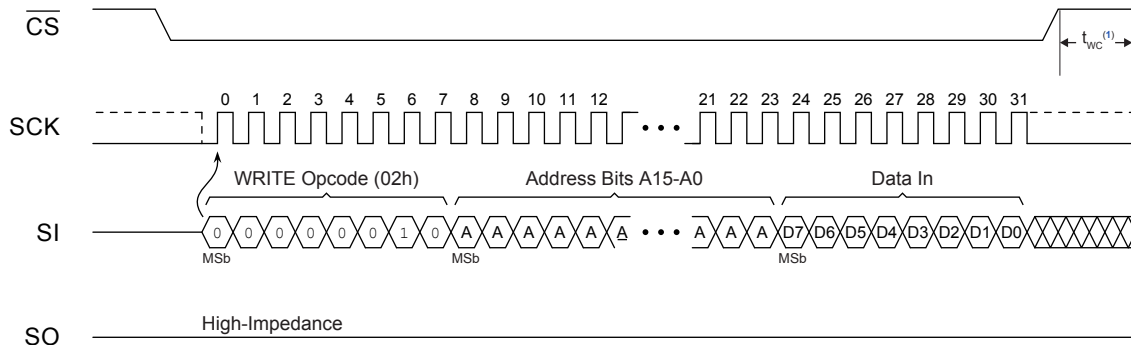 CS t_WC(1)
0 1 2 3 4 5 6 7 8 9 10 11 12 21 22 23 24 25 26 27 28 29 30 31
SCK
WRITE Opcode (02h) Address Bits A15-A0 Data In
SI 0 0 0 0 0 0 1 0 A A A A A A A A A D7 D6 D5 D4 D3 D2 D1 D0
MSb MSb MSb
High-Impedance
SO